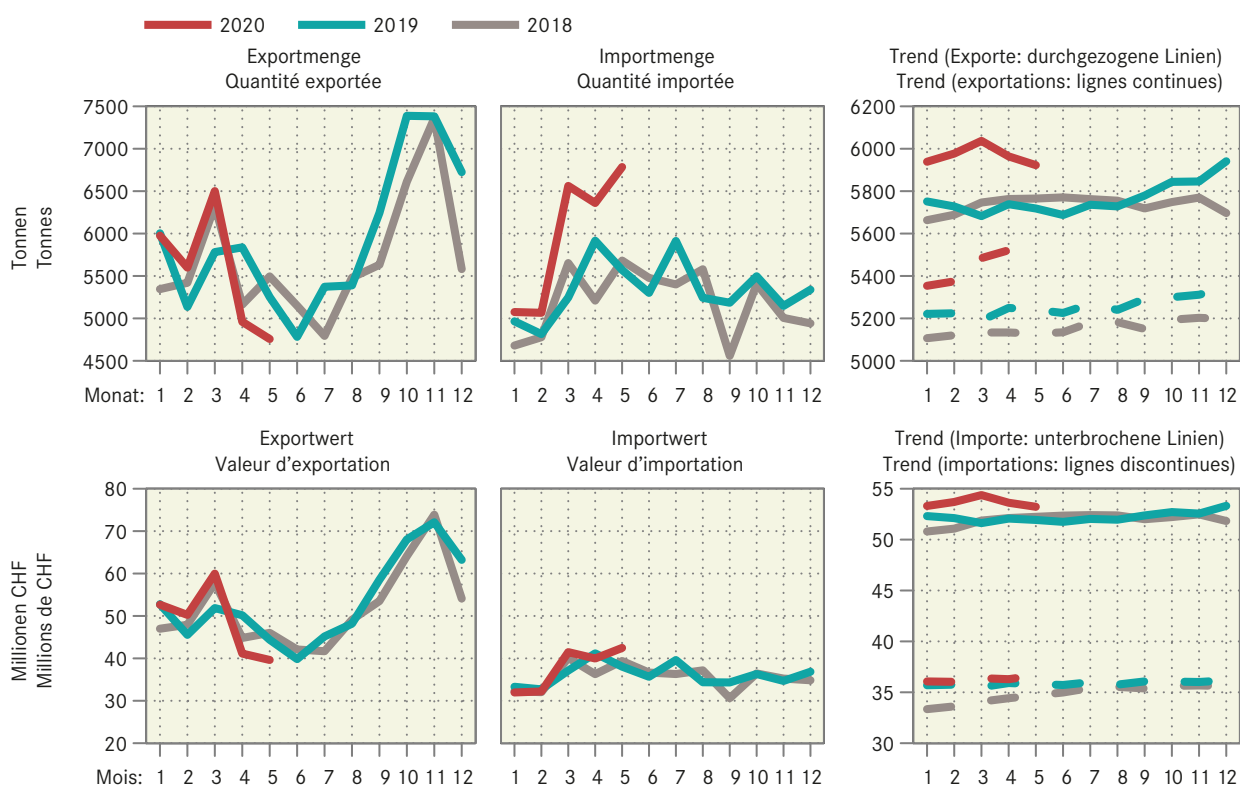 2020 2019 2018
Exportmenge
Quantité exportée
Importmenge
Quantité importée
Trend (Exporte: durchgezogene Linien)
Trend (exportations: lignes continues)
Tonnen
Tonnes
7500
7000
6500
6000
5500
5000
4500
6200
6000
5800
5600
5400
5200
5000
Monat: 1 2 3 4 5 6 7 8 9 10 11 12
1 2 3 4 5 6 7 8 9 10 11 12
1 2 3 4 5 6 7 8 9 10 11 12
Exportwert
Valeur d’exportation
Importwert
Valeur d’importation
Trend (Importe: unterbrochene Linien)
Trend (importations: lignes discontinues)
Millionen CHF
Millions de CHF
80
70
60
50
40
30
20
55
50
45
40
35
30
Mois: 1 2 3 4 5 6 7 8 9 10 11 12
1 2 3 4 5 6 7 8 9 10 11 12
1 2 3 4 5 6 7 8 9 10 11 12